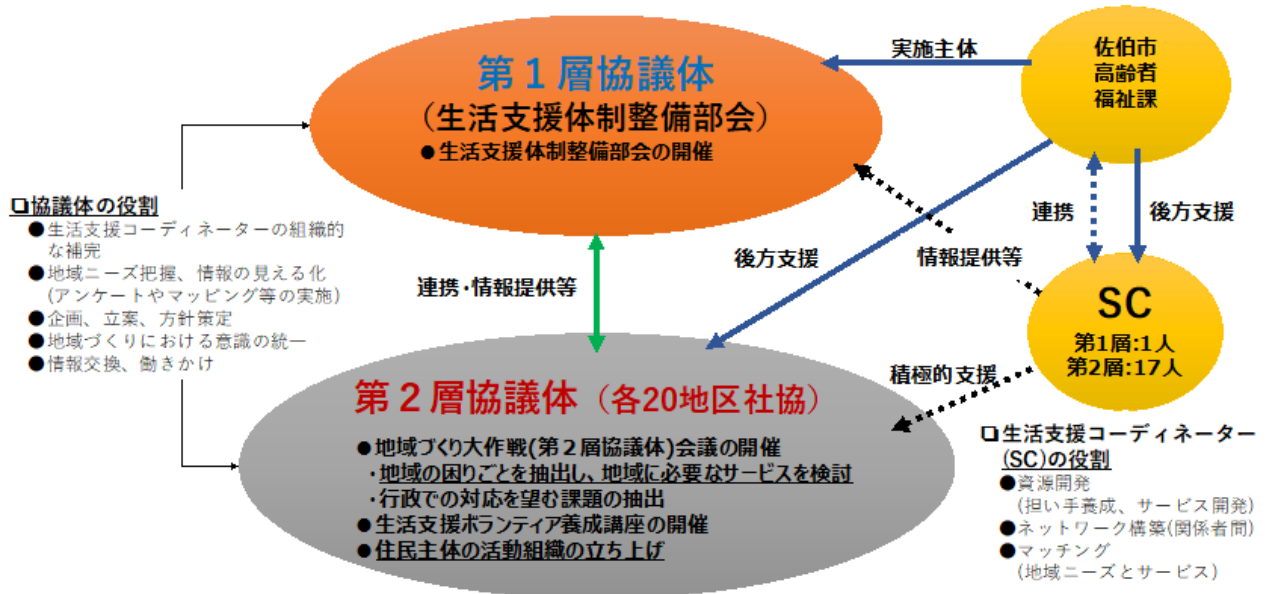 第1層協議体
(生活支援体制整備部会)
●生活支援体制整備部会の開催
実施主体
佐伯市
高齢者
福祉課
連携
後方支援
後方支援
情報提供等
連携・情報提供等
❑協議体の役割
●生活支援コーディネーターの組織的
な補完
●地域ニーズ把握、情報の見える化
(アンケートやマッピング等の実施)
●企画、立案、方針策定
●地域づくりにおける意識の統一
●情報交換、働きかけ
SC
第1層:1人
第2層:17人
積極的支援
第2層協議体(各20地区社協)
●地域づくり大作戦(第2層協議体)会議の開催
・地域の困りごとを抽出し、地域に必要なサービスを検討
・行政での対応を望む課題の抽出
●生活支援ボランティア養成講座の開催
●住民主体の活動組織の立ち上げ
❑生活支援コーディネーター
(SC)の役割
●資源開発
(担い手養成、サービス開発)
●ネットワーク構築(関係者間)
●マッチング
(地域ニーズとサービス)